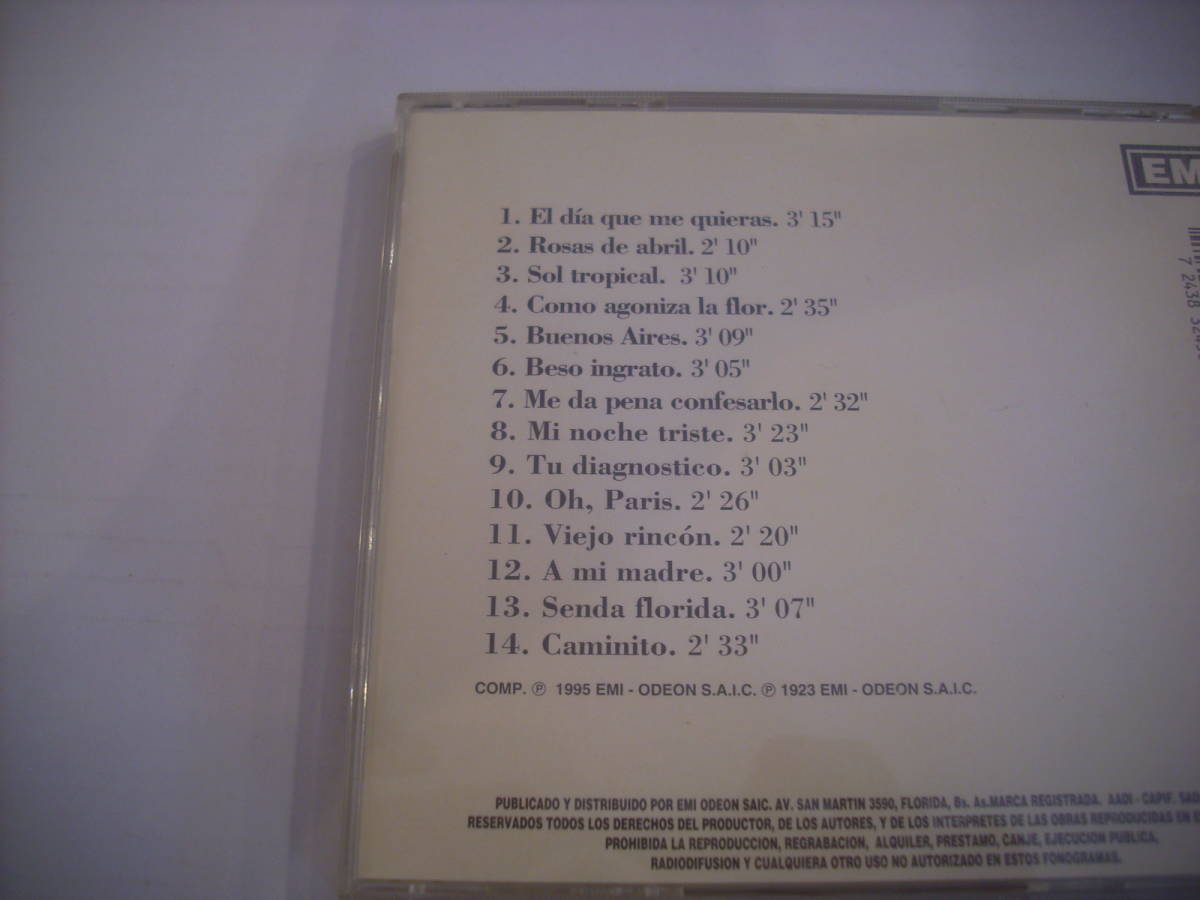 EM
1. El día que me quieras. 3' 15"
2. Rosas de abril. 2' 10"
3. Sol tropical. 3' 10"
4. Como agoniza la flor. 2' 35"
5. Buenos Aires. 3' 09"
6. Beso ingrato. 3' 05"
7. Me da pena confesarlo. 2' 32"
8. Mi noche triste. 3' 23"
9. Tu diagnostico. 3' 03"
10. Oh, Paris. 2' 26"
11. Viejo rincón. 2' 20"
12. A mi madre. 3' 00"
13. Senda florida. 3' 07"
14. Caminito. 2' 33"
COMP. ℗ 1995 EMI - ODEON S.A.I.C. ℗ 1923 EMI - ODEON S.A.I.C.
7 2438
PUBLICADO Y DISTRIBUIDO POR EMI ODEON SAIC. AV. SAN MARTIN 3590, FLORIDA, Bs. As.MARCA REGISTRADA. AADI - CAPIF.
RESERVADOS TODOS LOS DERECHOS DEL PRODUCTOR, DE LOS AUTORES, Y DE LOS INTERPRETES DE LAS OBRAS REPRODUCIDAS EN
PROHIBIDA LA REPRODUCCION, REGRABACION, ALQUILER, PRESTAMO, CANJE, EJECUCION PUBLICA,
RADIODIFUSION Y CUALQUIERA OTRO USO NO AUTORIZADO EN ESTOS FONOGRAMAS.